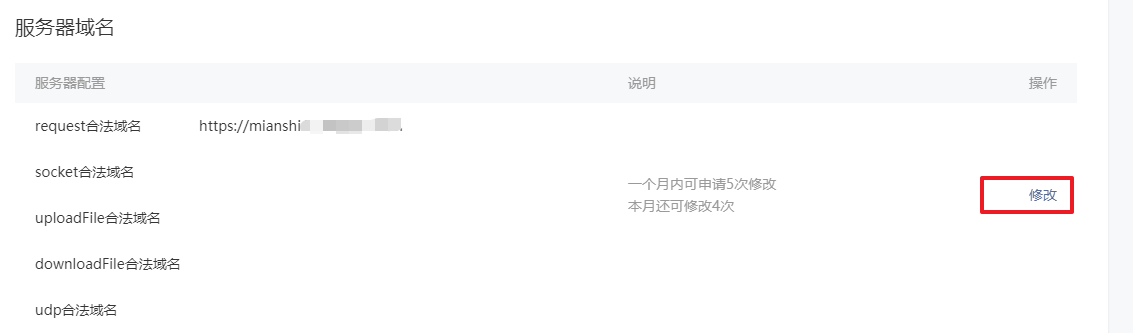 服务器域名
服务器配置 说明 操作
request合法域名 https://mianshi
socket合法域名
一个月内可申请5次修改
本月还可修改4次
修改
uploadFile合法域名
downloadFile合法域名
udp合法域名